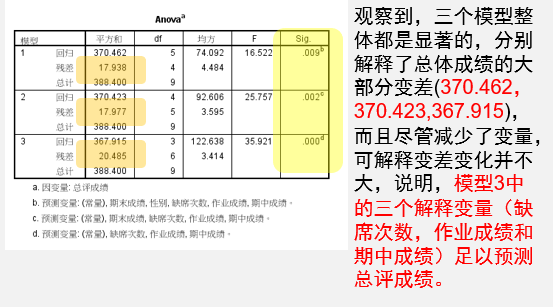 Anovaª
模型 平方和 df 均方 F Sig.
1 回归 370.462 5 74.092 16.522 .009ᵇ
残差 17.938 4 4.484
总计 388.400 9
2 回归 370.423 4 92.606 25.757 .002ᶜ
残差 17.977 5 3.595
总计 388.400 9
3 回归 367.915 3 122.638 35.921 .000ᵈ
残差 20.485 6 3.414
总计 388.400 9
a. 因变量: 总评成绩
b. 预测变量: (常量), 期末成绩, 性别, 缺席次数, 作业成绩, 期中成绩。
c. 预测变量: (常量), 期末成绩, 缺席次数, 作业成绩, 期中成绩。
d. 预测变量: (常量), 缺席次数, 作业成绩, 期中成绩。
观察到，三个模型整
体都是显著的，分别
解释了总体成绩的大
部分变差(370.462，
370.423,367.915)，
而且尽管减少了变量，
可解释变差变化并不
大，说明，模型3中
的三个解释变量（缺
席次数，作业成绩和
期中成绩）足以预测
总评成绩。